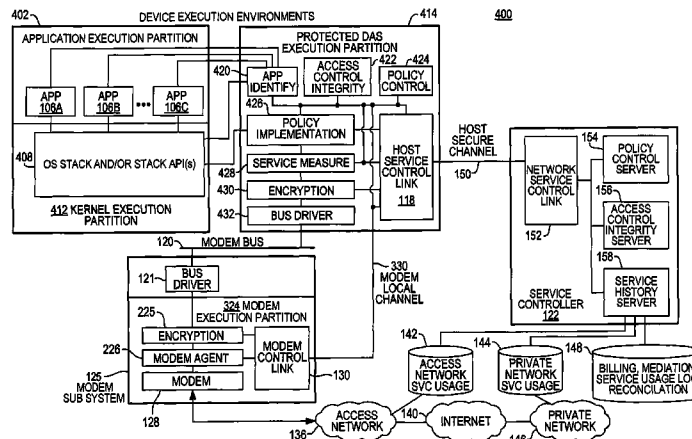 DEVICE EXECUTION ENVIRONMENTS
400
402
APPLICATION EXECUTION PARTITION
APP
106A
APP
106B
•••
APP
106C
408
OS STACK AND/OR STACK API(s)
412 KERNEL EXECUTION
PARTITION
414
PROTECTED DAS
EXECUTION PARTITION
420
APP
IDENTIFY
ACCESS
CONTROL
INTEGRITY
422
424
POLICY
CONTROL
426
POLICY
IMPLEMENTATION
SERVICE MEASURE
428
430
ENCRYPTION
432
BUS DRIVER
HOST
SERVICE
CONTROL
LINK
118
HOST
SECURE
CHANNEL
150
NETWORK
SERVICE
CONTROL
LINK
152
154
POLICY
CONTROL
SERVER
156
ACCESS
CONTROL
INTEGRITY
SERVER
158
SERVICE
HISTORY
SERVER
SERVICE
CONTROLLER
122
120
MODEM BUS
121
BUS
DRIVER
330
MODEM
LOCAL
CHANNEL
324 MODEM
EXECUTION PARTITION
225
ENCRYPTION
226
MODEM AGENT
MODEM
128
MODEM
CONTROL
LINK
130
125
MODEM
SUB SYSTEM
142
ACCESS
NETWORK
SVC USAGE
144
PRIVATE
NETWORK
SVC USAGE
148
BILLING, MEDIATION
SERVICE USAGE LOG
RECONCILATION
ACCESS
NETWORK
136
140
INTERNET
PRIVATE
NETWORK
146